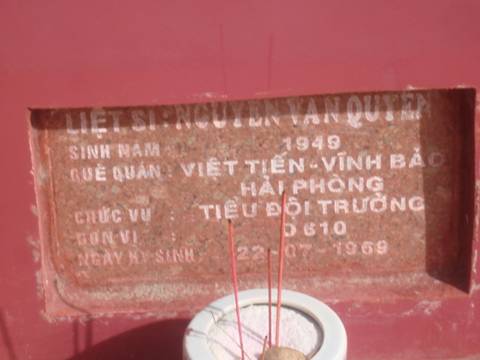 LIỆT SĨ : NGUYỄN VĂN QUYỀN
SINH NĂM : 1949
QUÊ QUÁN : VIỆT TIẾN - VĨNH BẢO
HẢI PHÒNG
CHỨC VỤ : TIỂU ĐỘI TRƯỞNG
ĐƠN VỊ : D 610
NGÀY HY SINH : 22-07-1969